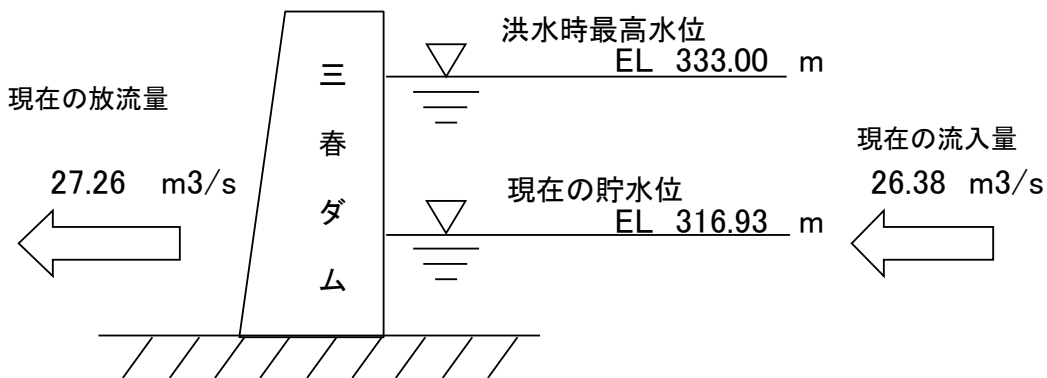 洪水時最高水位
EL 333.00 m
現在の放流量
27.26 m3/s
三春ダム
現在の流入量
26.38 m3/s
現在の貯水位
EL 316.93 m